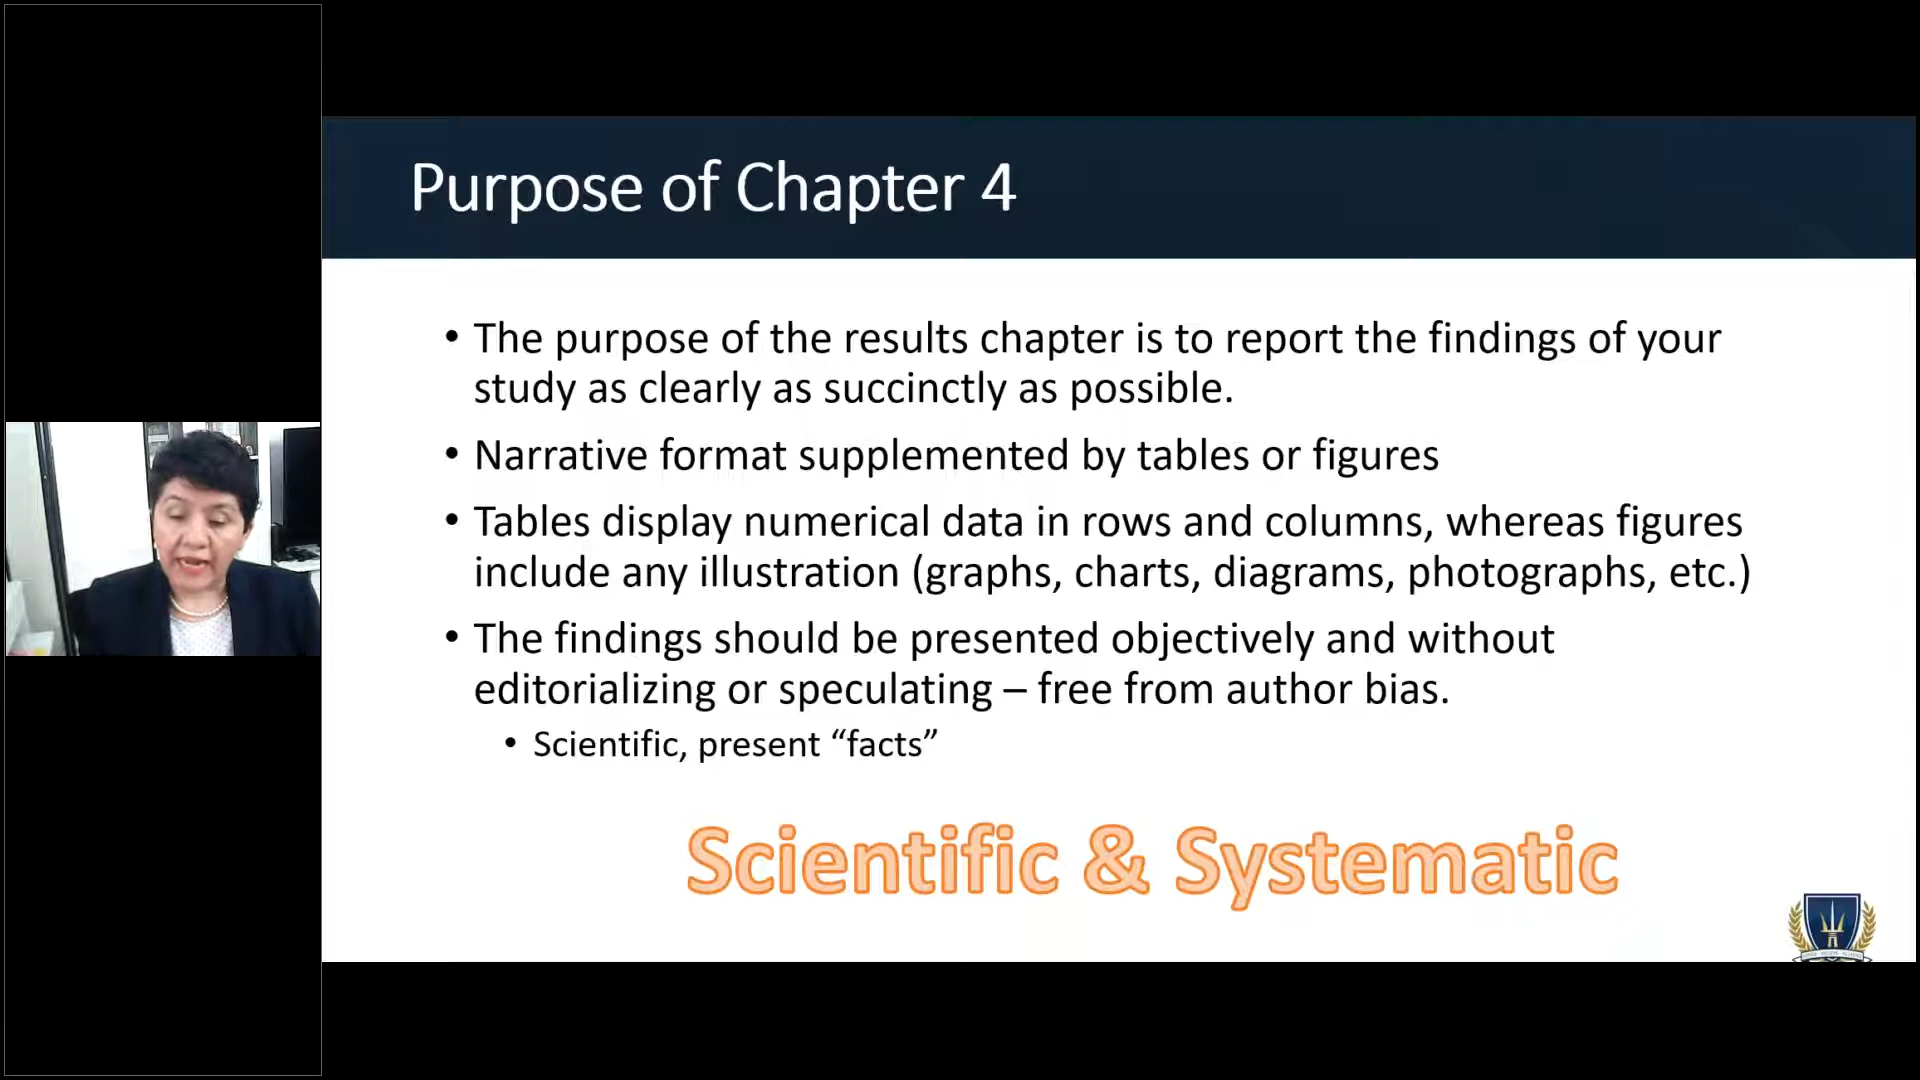 Purpose of Chapter 4
• The purpose of the results chapter is to report the findings of your
study as clearly as succinctly as possible.
• Narrative format supplemented by tables or figures
• Tables display numerical data in rows and columns, whereas figures
include any illustration (graphs, charts, diagrams, photographs, etc.)
• The findings should be presented objectively and without
editorializing or speculating – free from author bias.
• Scientific, present “facts”
Scientific & Systematic